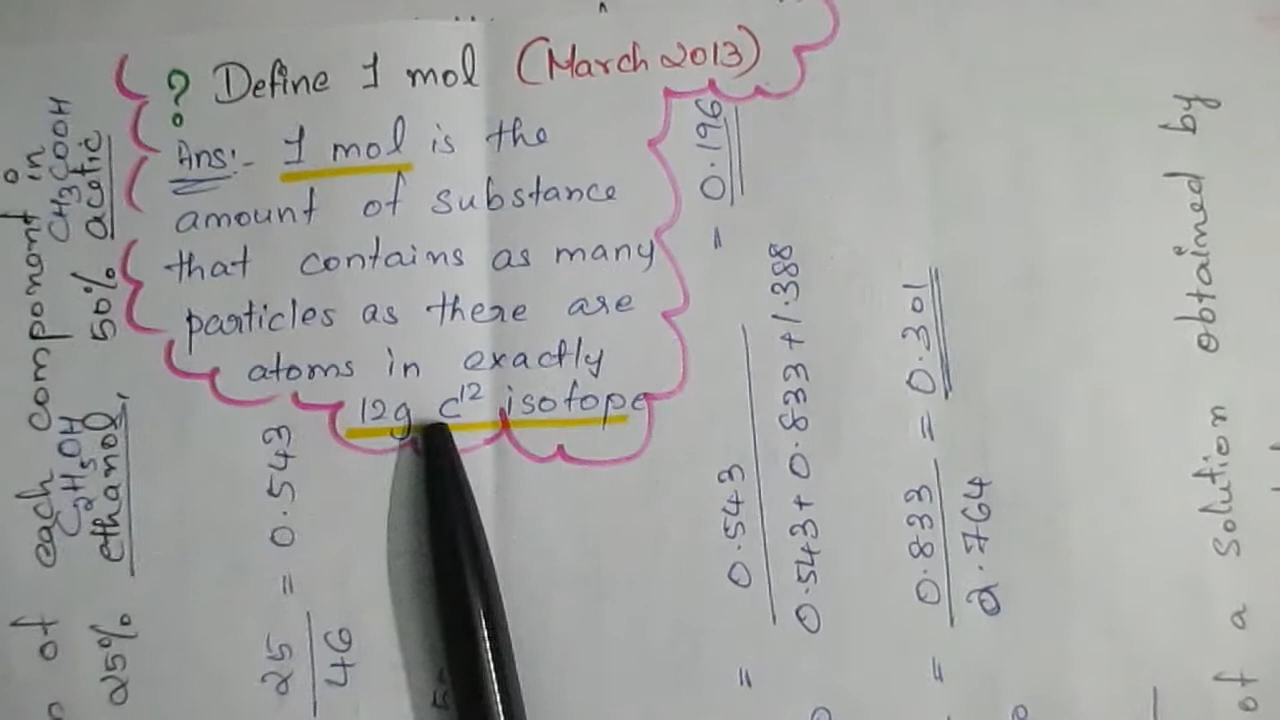 ? Define 1 mol (March 2013)
Ans:- 1 mol is the
amount of substance
that contains as many
particles as there are
atoms in exactly
12g C12 isotope
of each component in
25% ethanol, 50% acetic
C2H5OH CH3COOH
25/46 = 0.543
= 0.543 / 0.543 + 0.833 + 1.388 = 0.196
= 0.833 / 2.764 = 0.301
of a solution obtained by